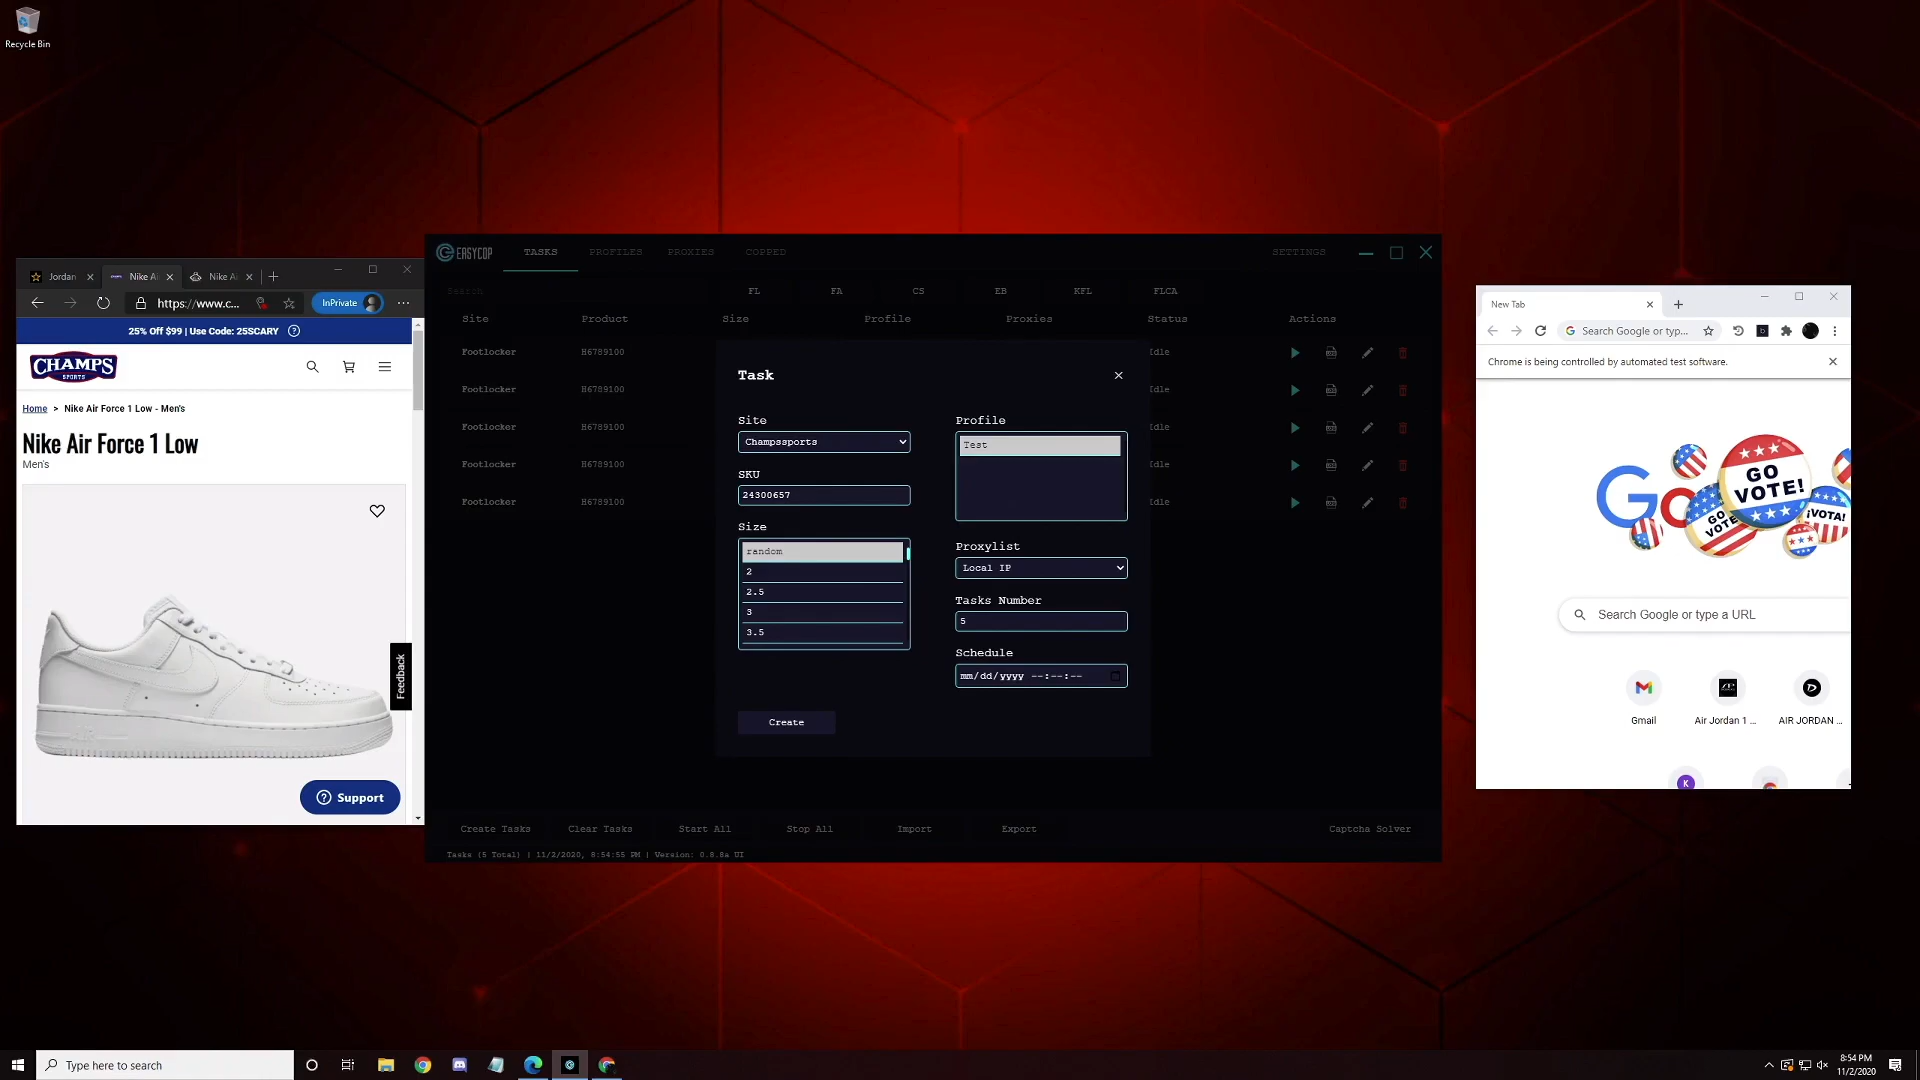 Recycle Bin
Jordan
Nike Ai
Nike A
https://www.c...
InPrivate
25% Off $99 | Use Code: 25SCARY
CHAMPS
SPORTS
Home > Nike Air Force 1 Low - Men's
Nike Air Force 1 Low
Men's
Feedback
Support
EASYCOP
TASKS
PROFILES
PROXIES
COPPED
SETTINGS
Search
FL
FA
CS
EB
KFL
FLCA
Site
Product
Size
Profile
Proxies
Status
Actions
Footlocker H6789100 Idle
Footlocker H6789100 Idle
Footlocker H6789100 Idle
Footlocker H6789100 Idle
Footlocker H6789100 Idle
Task
Site
Champssports
SKU
24300657
Size
random
2
2.5
3
3.5
Profile
Test
Proxylist
Local IP
Tasks Number
5
Schedule
mm/dd/yyyy --:--:--
Create
Create Tasks
Clear Tasks
Start All
Stop All
Import
Export
Captcha Solver
Tasks (5 Total) | 11/2/2020, 8:54:55 PM | Version: 0.8.8a UI
New Tab
Search Google or typ...
Chrome is being controlled by automated test software.
Go
GO VOTE!
GO VOTE
¡VOTA!
Search Google or type a URL
Gmail
Air Jordan 1 ...
AIR JORDAN ...
K
Type here to search
8:54 PM
11/2/2020